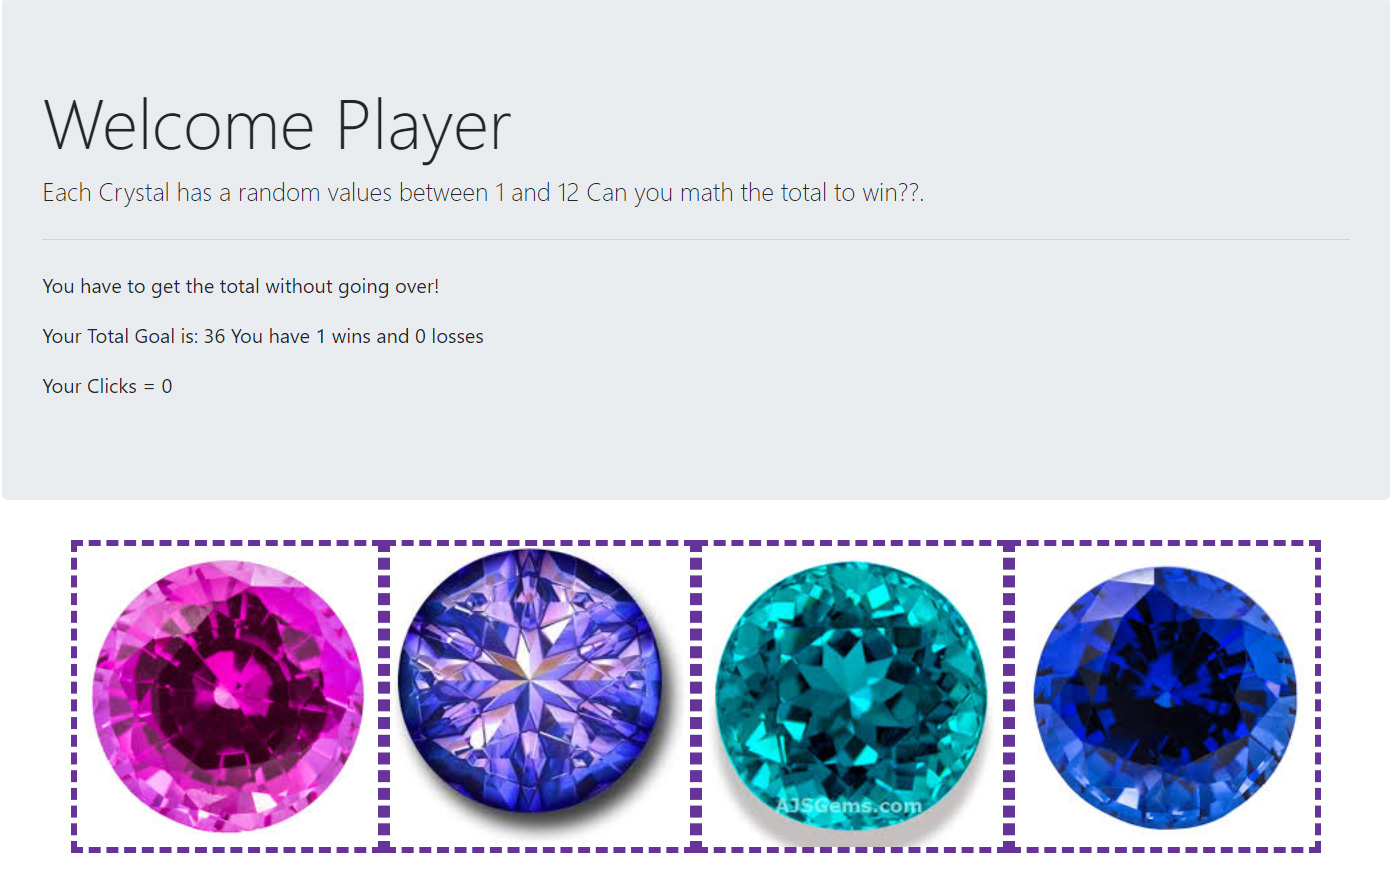 Welcome Player
Each Crystal has a random values between 1 and 12 Can you math the total to win??.
You have to get the total without going over!
Your Total Goal is: 36 You have 1 wins and 0 losses
Your Clicks = 0
AJSGems.com